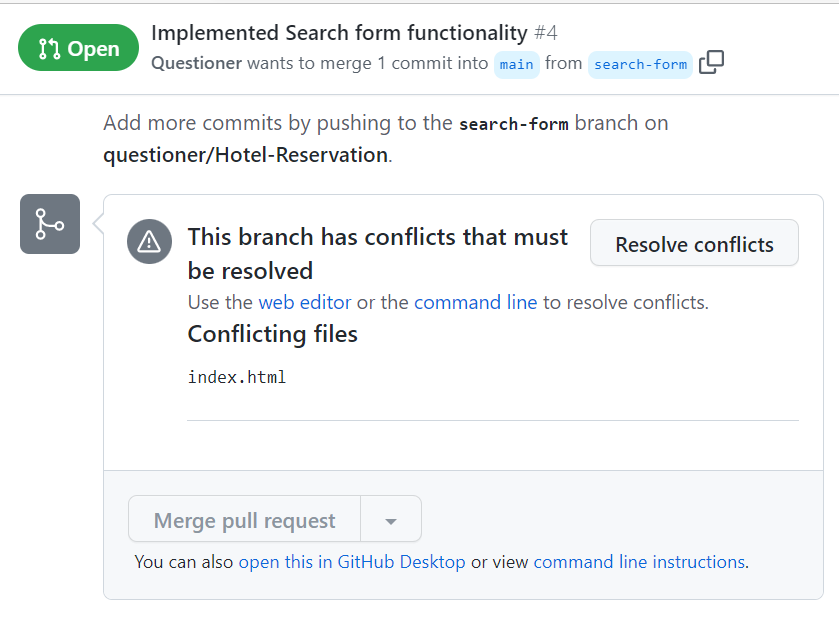 Open
Implemented Search form functionality #4
Questioner wants to merge 1 commit into main from search-form
Add more commits by pushing to the search-form branch on
questioner/Hotel-Reservation.
This branch has conflicts that must
be resolved
Resolve conflicts
Use the web editor or the command line to resolve conflicts.
Conflicting files
index.html
Merge pull request
You can also open this in GitHub Desktop or view command line instructions.